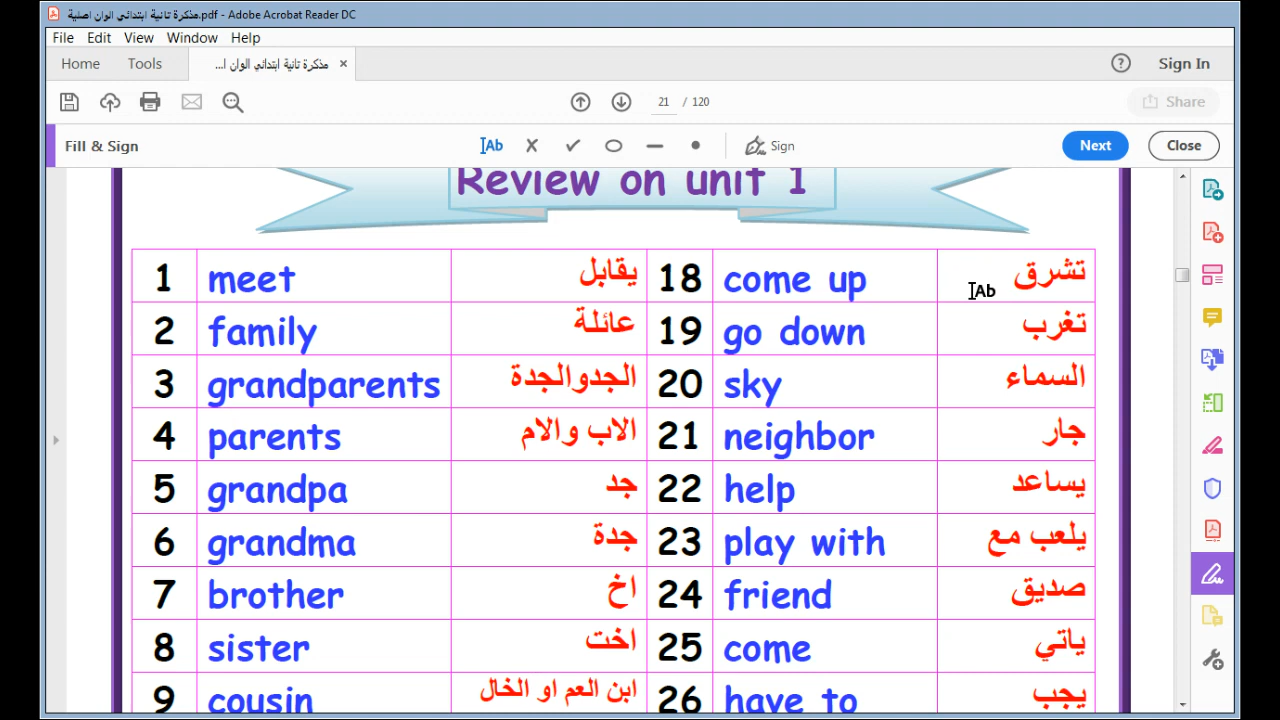 مذكرة تانية ابتدائي الوان اصلية.pdf - Adobe Acrobat Reader DC
File Edit View Window Help
Home Tools مذكرة تانية ابتدائي الوان ا... × ? Sign In
21 / 120 Share
Fill & Sign Ab Sign Next Close
Review on unit 1
1 meet يقابل 18 come up تشرق
Ab
2 family عائلة 19 go down تغرب
3 grandparents الجدوالجدة 20 sky السماء
4 parents الاب والام 21 neighbor جار
5 grandpa جد 22 help يساعد
6 grandma جدة 23 play with يلعب مع
7 brother اخ 24 friend صديق
8 sister اخت 25 come ياتي
9 cousin ابن العم او الخال 26 have to يجب